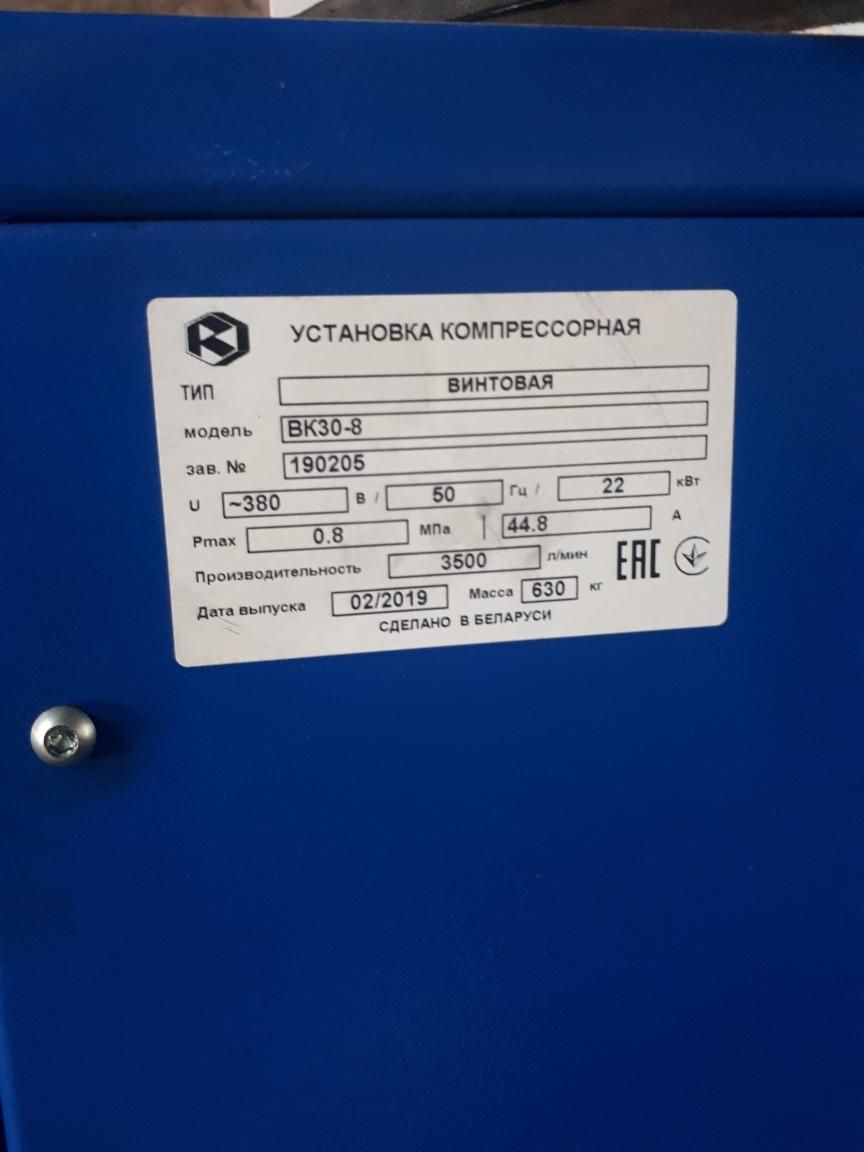 УСТАНОВКА КОМПРЕССОРНАЯ
ТИП ВИНТОВАЯ
модель ВК30-8
зав. № 190205
U ~380 В / 50 Гц / 22 кВт
Pmax 0.8 МПа | 44.8 А
Производительность 3500 л/мин
Дата выпуска 02/2019 Масса 630 кг
СДЕЛАНО В БЕЛАРУСИ
ЕАС